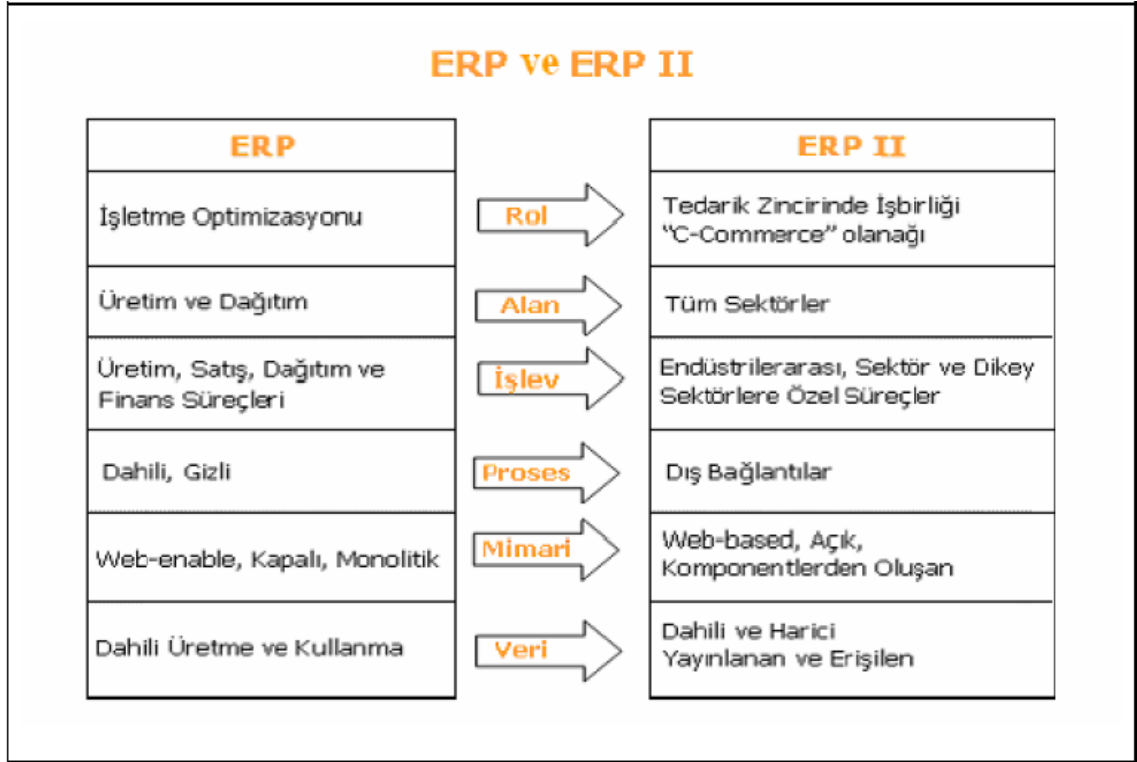 ERP ve ERP II
ERP
ERP II
İşletme Optimizasyonu
Rol
Tedarik Zincirinde İşbirliği
“C-Commerce” olanağı
Üretim ve Dağıtım
Alan
Tüm Sektörler
Üretim, Satış, Dağıtım ve
Finans Süreçleri
İşlev
Endüstrilerarası, Sektör ve Dikey
Sektörlere Özel Süreçler
Dahili, Gizli
Proses
Dış Bağlantılar
Web-enable, Kapalı, Monolitik
Mimari
Web-based, Açık,
Komponentlerden Oluşan
Dahili Üretme ve Kullanma
Veri
Dahili ve Harici
Yayınlanan ve Erişilen